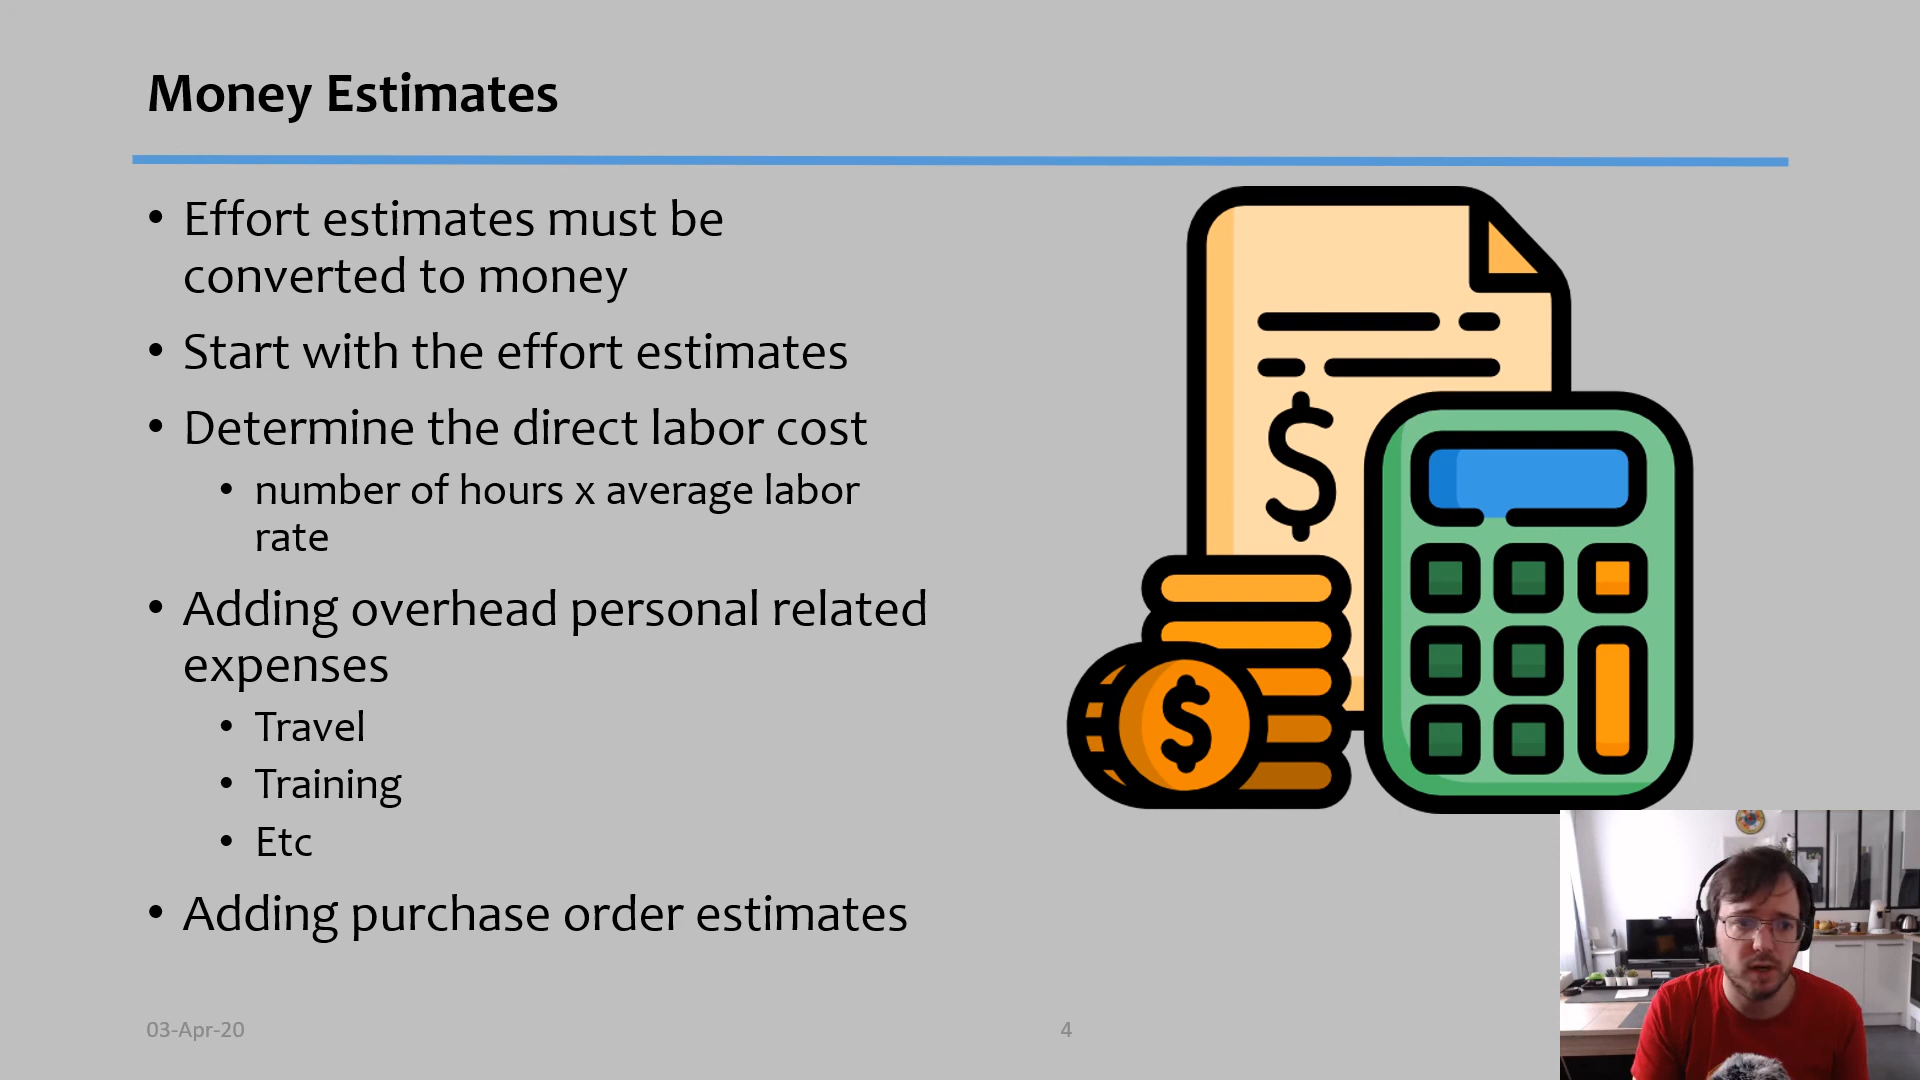 Money Estimates
• Effort estimates must be
converted to money
• Start with the effort estimates
• Determine the direct labor cost
• number of hours x average labor
rate
• Adding overhead personal related
expenses
• Travel
• Training
• Etc
• Adding purchase order estimates
$
$
03-Apr-20
4